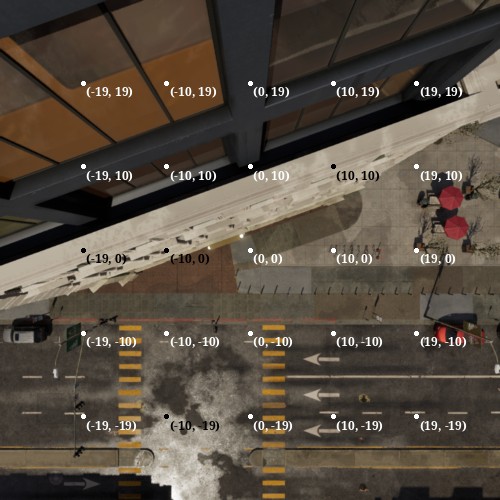 (-19, 19) (-10, 19) (0, 19) (10, 19) (19, 19)
(-19, 10) (-10, 10) (0, 10) (10, 10) (19, 10)
(-19, 0) (-10, 0) (0, 0) (10, 0) (19, 0)
(-19, -10) (-10, -10) (0, -10) (10, -10) (19, -10)
(-19, -19) (-10, -19) (0, -19) (10, -19) (19, -19)